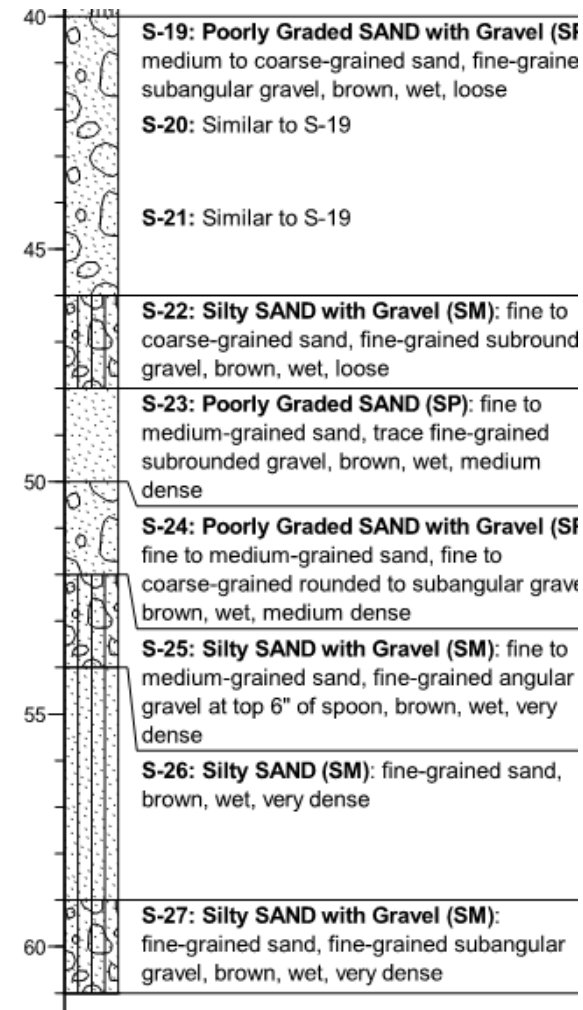 40
S-19: Poorly Graded SAND with Gravel (SP
medium to coarse-grained sand, fine-graine
subangular gravel, brown, wet, loose
S-20: Similar to S-19
S-21: Similar to S-19
45
S-22: Silty SAND with Gravel (SM): fine to
coarse-grained sand, fine-grained subround
gravel, brown, wet, loose
S-23: Poorly Graded SAND (SP): fine to
medium-grained sand, trace fine-grained
subrounded gravel, brown, wet, medium
50
dense
S-24: Poorly Graded SAND with Gravel (SP
fine to medium-grained sand, fine to
coarse-grained rounded to subangular grave
brown, wet, medium dense
S-25: Silty SAND with Gravel (SM): fine to
medium-grained sand, fine-grained angular
gravel at top 6" of spoon, brown, wet, very
55
dense
S-26: Silty SAND (SM): fine-grained sand,
brown, wet, very dense
S-27: Silty SAND with Gravel (SM):
fine-grained sand, fine-grained subangular
60
gravel, brown, wet, very dense